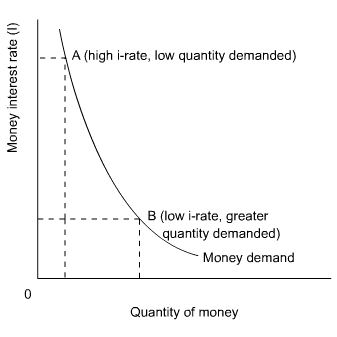 Money interest rate (I)
A (high i-rate, low quantity demanded)
B (low i-rate, greater
quantity demanded)
Money demand
0
Quantity of money